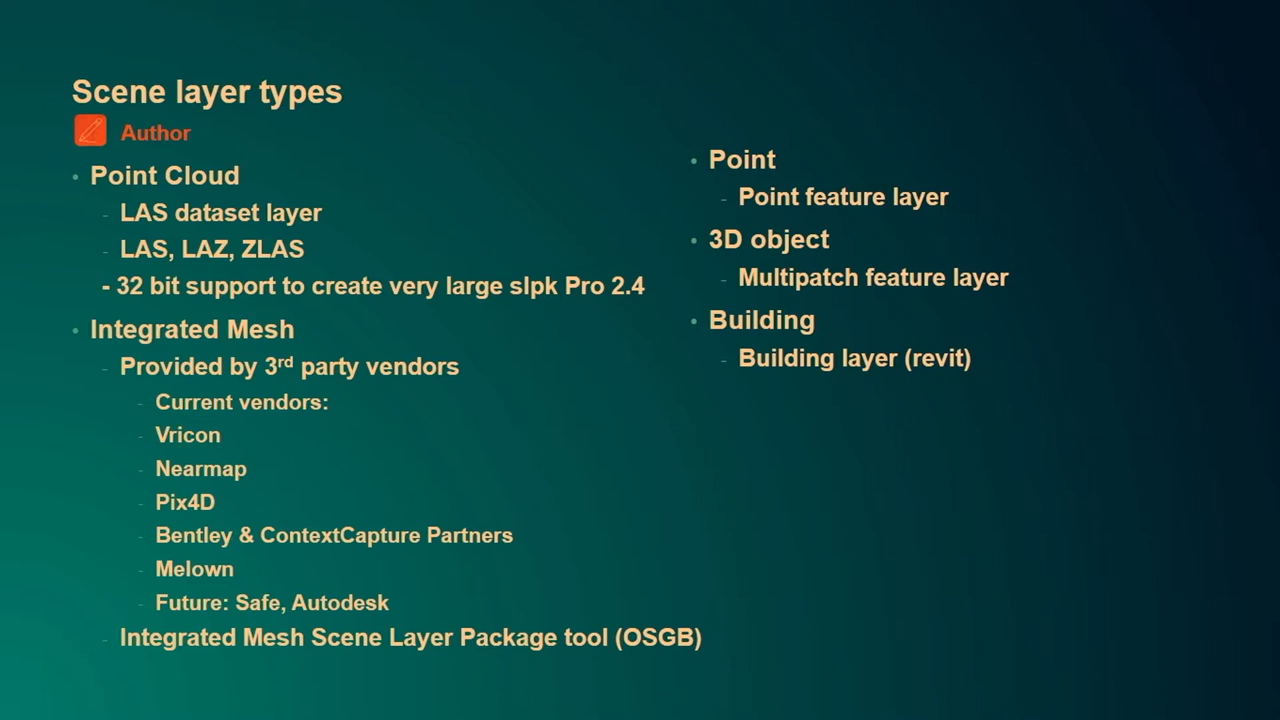 Scene layer types
Author
• Point Cloud
- LAS dataset layer
- LAS, LAZ, ZLAS
- 32 bit support to create very large slpk Pro 2.4
• Integrated Mesh
- Provided by 3rd party vendors
- Current vendors:
- Vricon
- Nearmap
- Pix4D
- Bentley & ContextCapture Partners
- Melown
- Future: Safe, Autodesk
- Integrated Mesh Scene Layer Package tool (OSGB)
• Point
- Point feature layer
• 3D object
- Multipatch feature layer
• Building
- Building layer (revit)